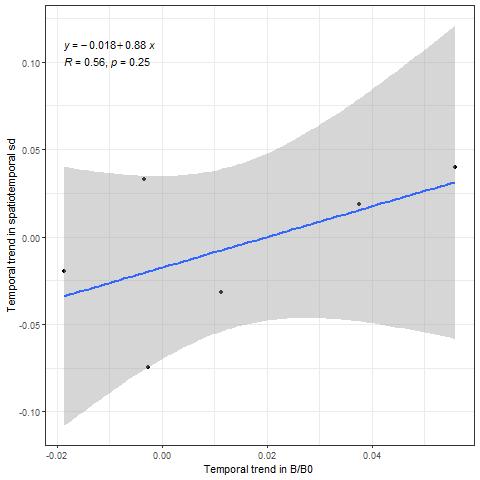 y = −0.018+0.88 x
R = 0.56, p = 0.25
0.10
0.05
0.00
-0.05
-0.10
Temporal trend in spatiotemporal sd
-0.02
0.00
0.02
0.04
Temporal trend in B/B0